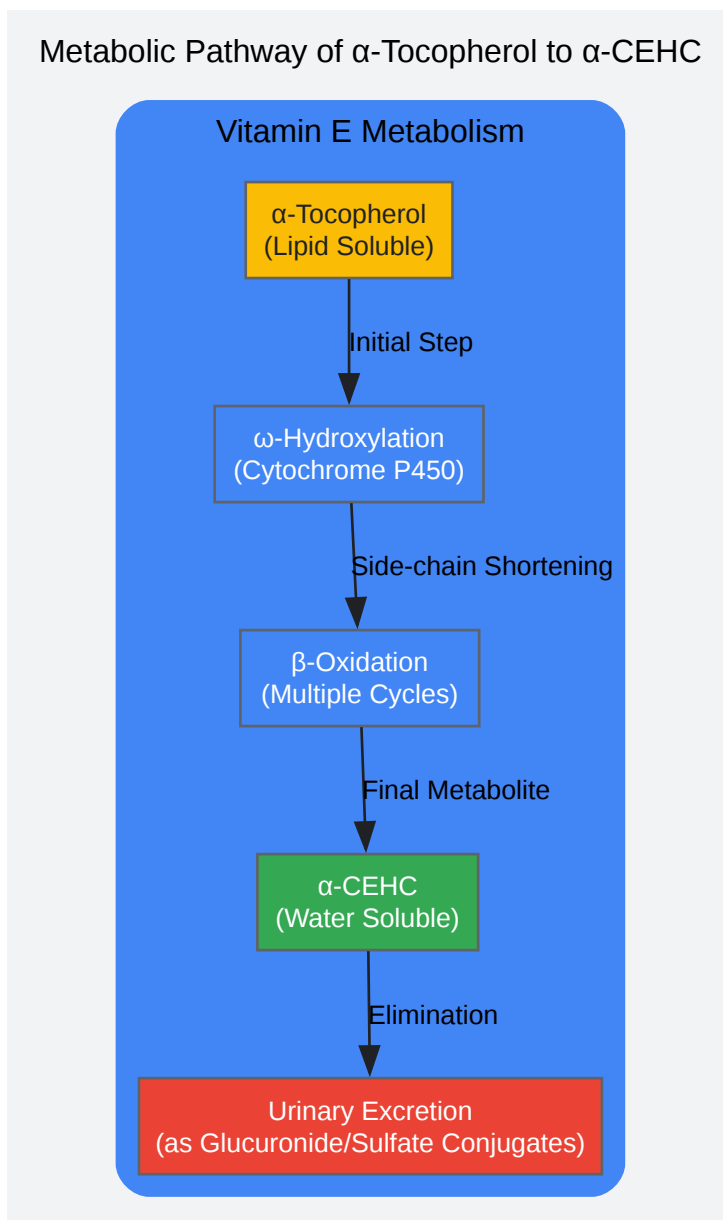 Metabolic Pathway of α-Tocopherol to α-CEHC
Vitamin E Metabolism
α-Tocopherol
(Lipid Soluble)
Initial Step
ω-Hydroxylation
(Cytochrome P450)
Side-chain Shortening
β-Oxidation
(Multiple Cycles)
Final Metabolite
α-CEHC
(Water Soluble)
Elimination
Urinary Excretion
(as Glucuronide/Sulfate Conjugates)